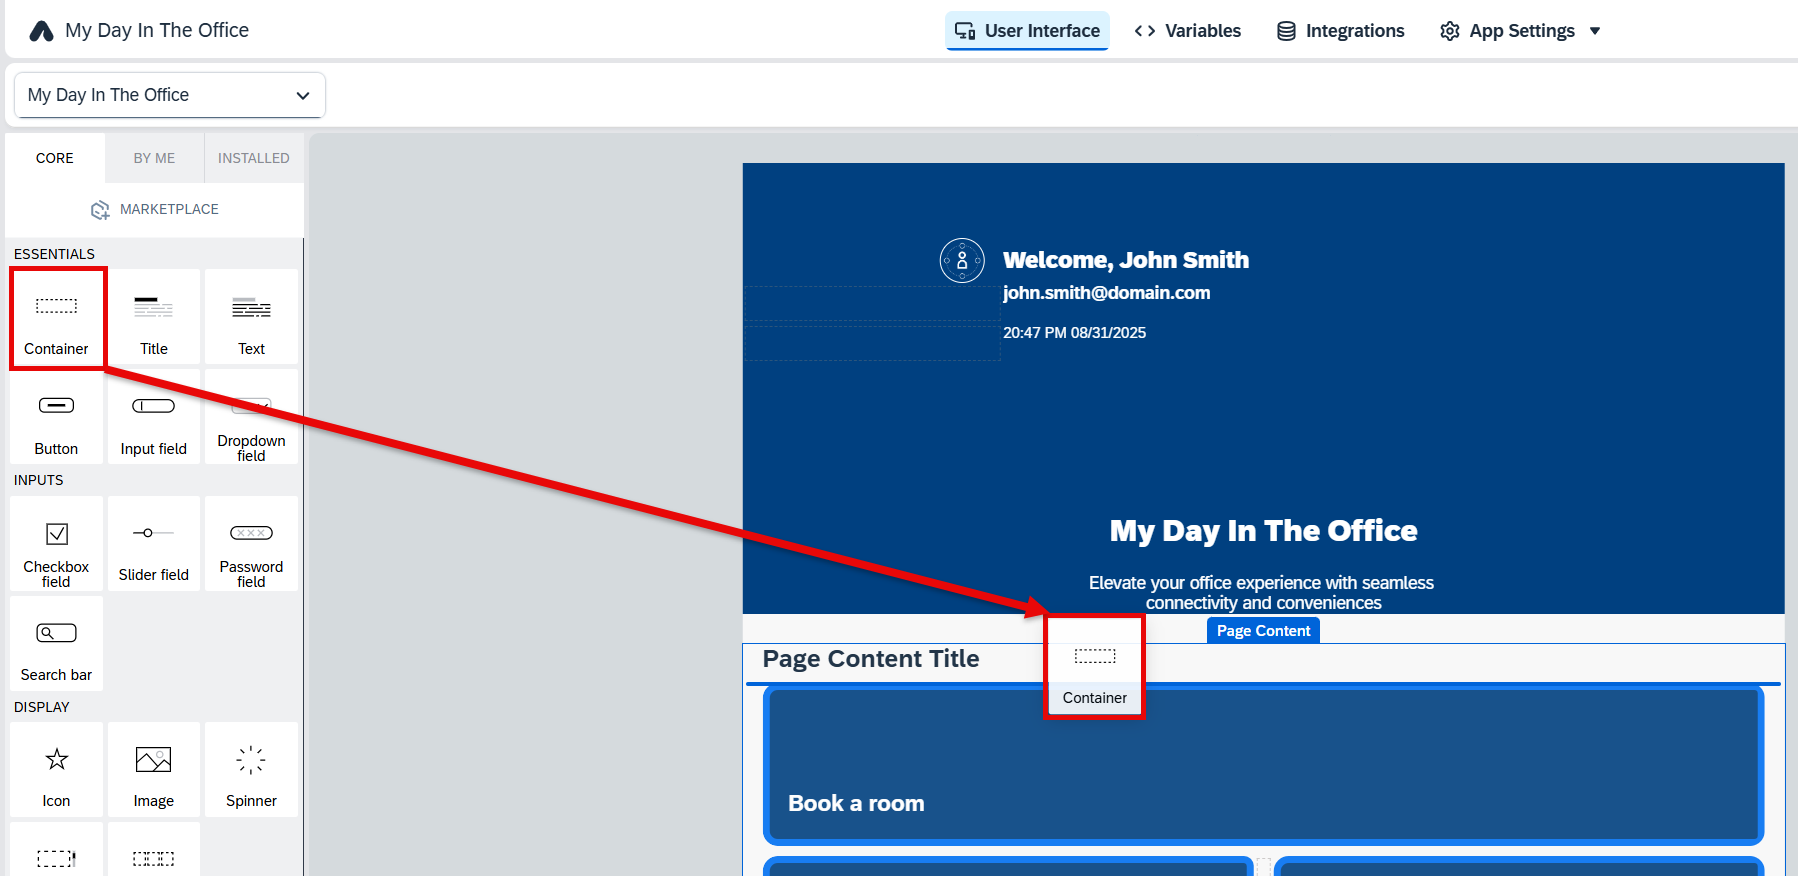 My Day In The Office
User Interface
Variables
Integrations
App Settings
My Day In The Office
CORE
BY ME
INSTALLED
MARKETPLACE
ESSENTIALS
Container
Title
Text
Button
Input field
Dropdown
field
INPUTS
Checkbox
field
Slider field
Password
field
Search bar
DISPLAY
Icon
Image
Spinner
Welcome, John Smith
john.smith@domain.com
20:47 PM 08/31/2025
My Day In The Office
Elevate your office experience with seamless
connectivity and conveniences
Page Content
Page Content Title
Container
Book a room